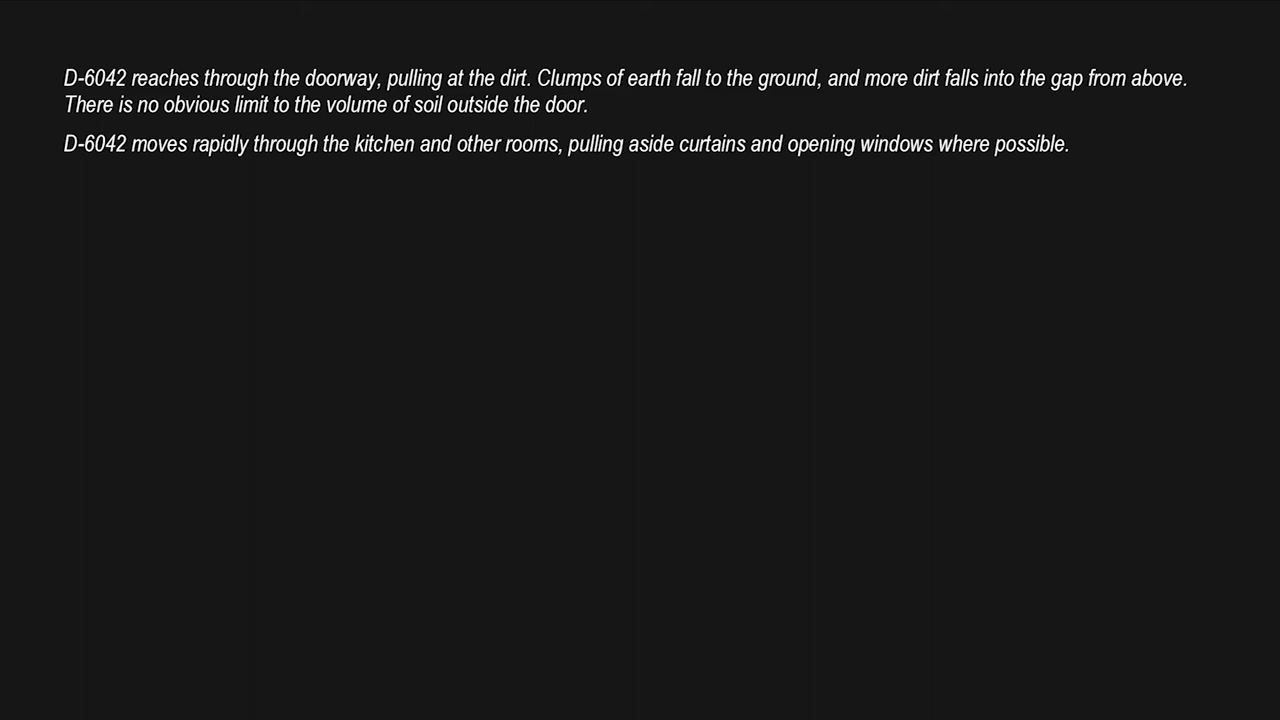 D-6042 reaches through the doorway, pulling at the dirt. Clumps of earth fall to the ground, and more dirt falls into the gap from above.
There is no obvious limit to the volume of soil outside the door.
D-6042 moves rapidly through the kitchen and other rooms, pulling aside curtains and opening windows where possible.